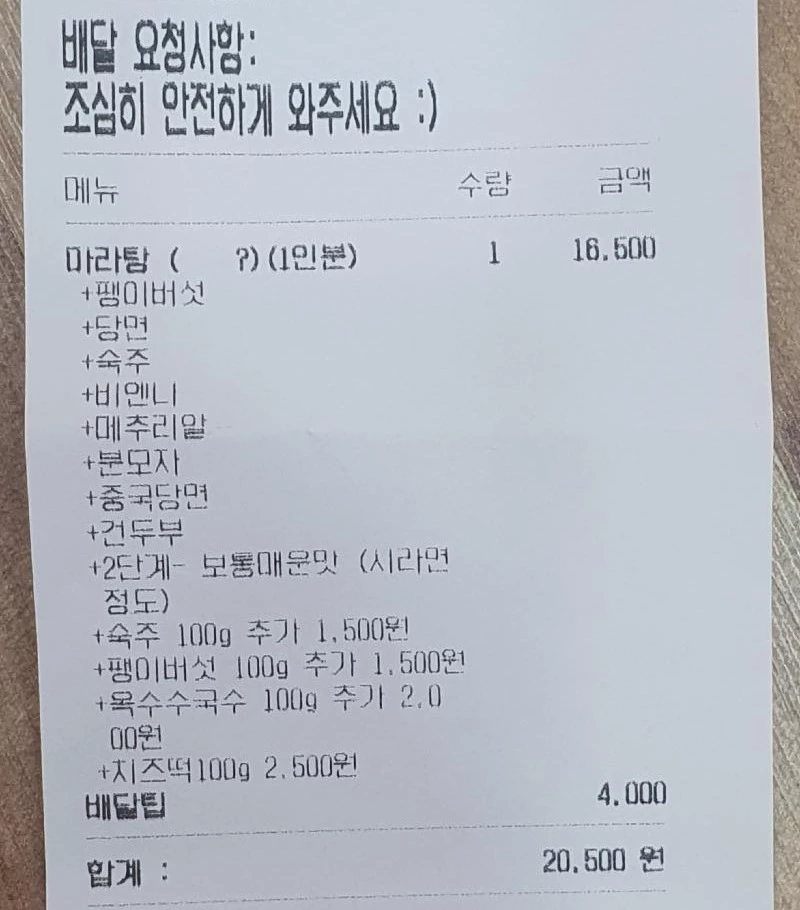 배달 요청사항:
조심히 안전하게 와주세요 :)
메뉴 수량 금액
마라탕 ( ?)(1인분) 1 16,500
+팽이버섯
+당면
+숙주
+비엔니
+메추리알
+분모자
+중국당면
+건두부
+2단계- 보통매운맛 (시라면
정도)
+숙주 100g 추가 1,500원
+팽이버섯 100g 추가 1,500원
+옥수수국수 100g 추가 2,0
00원
+치즈떡100g 2,500원
배달팁 4,000
합계 : 20,500 원